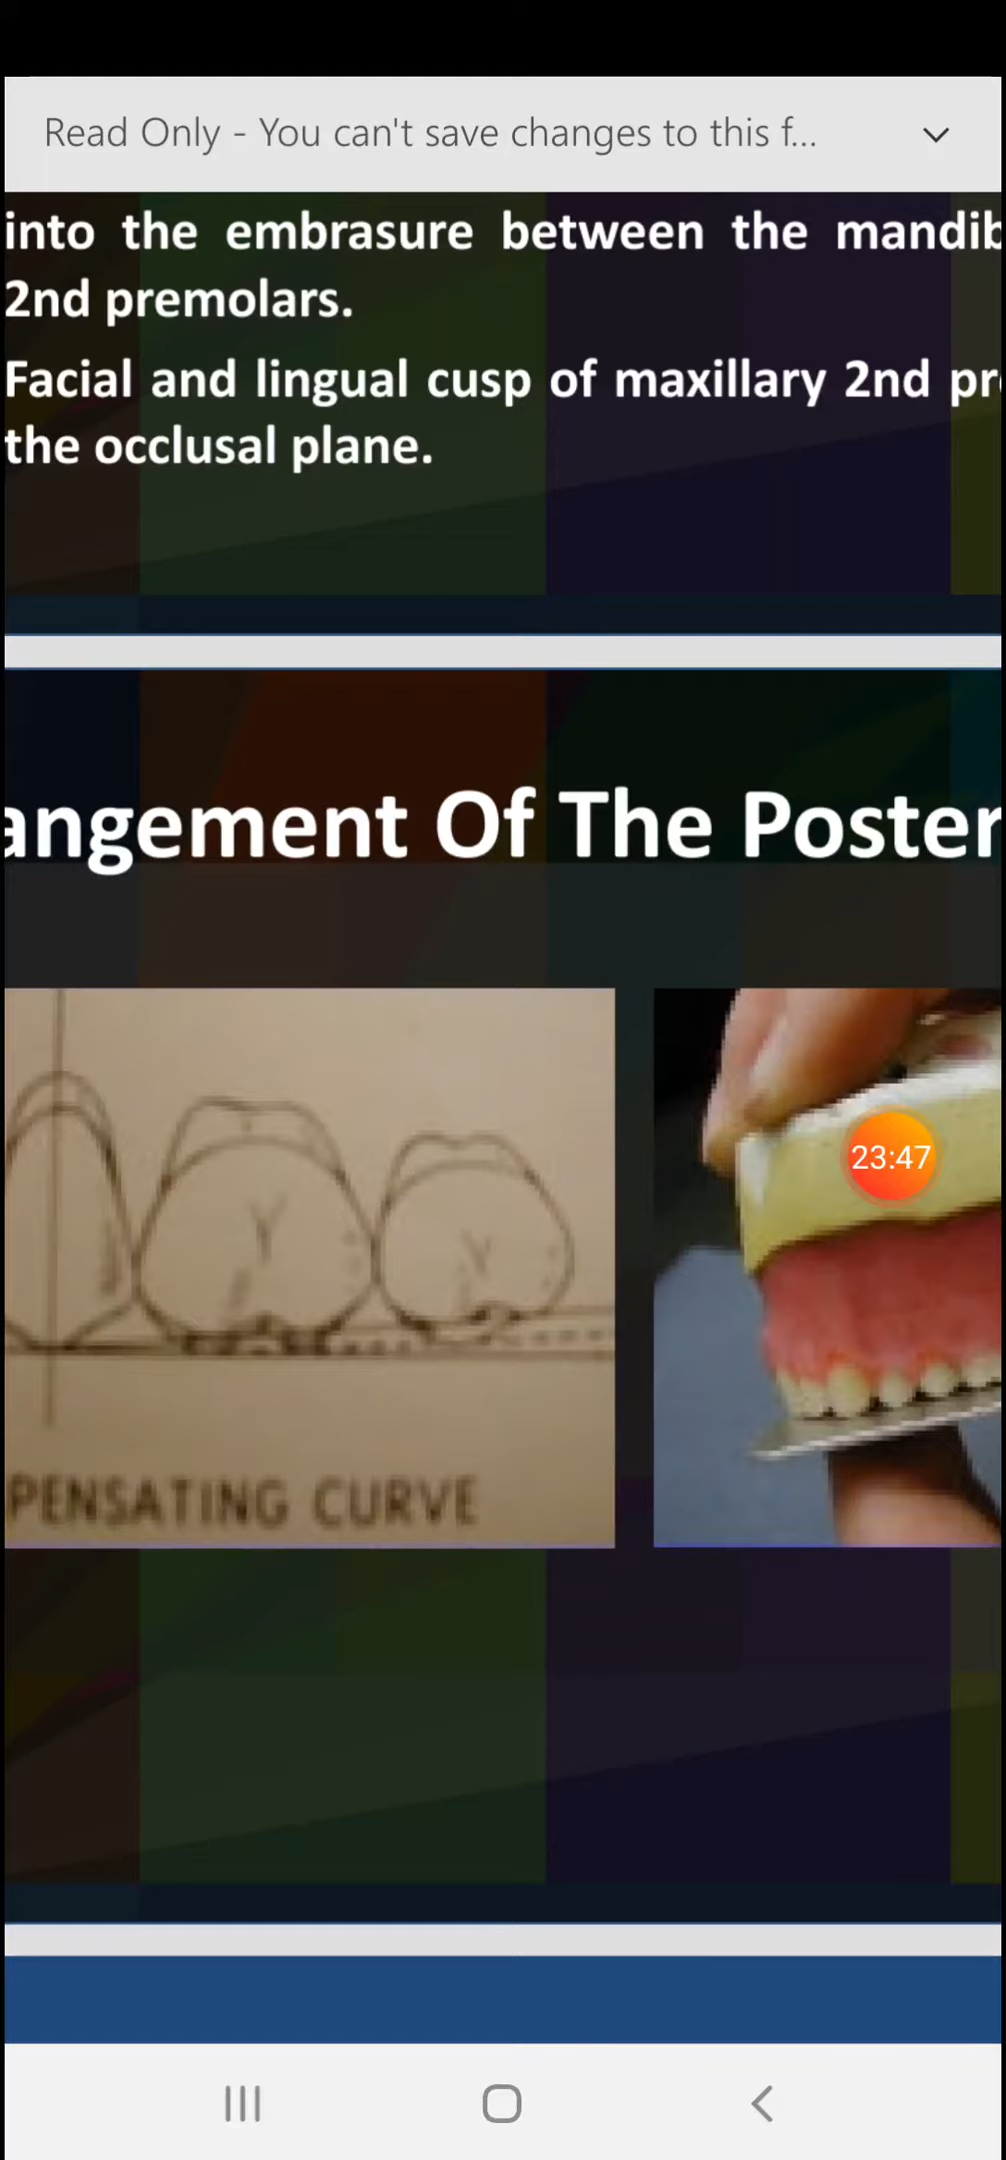 Read Only - You can't save changes to this f...
into the embrasure between the mandib
2nd premolars.
Facial and lingual cusp of maxillary 2nd pr
the occlusal plane.
angement Of The Poster
23:47
PENSATING CURVE